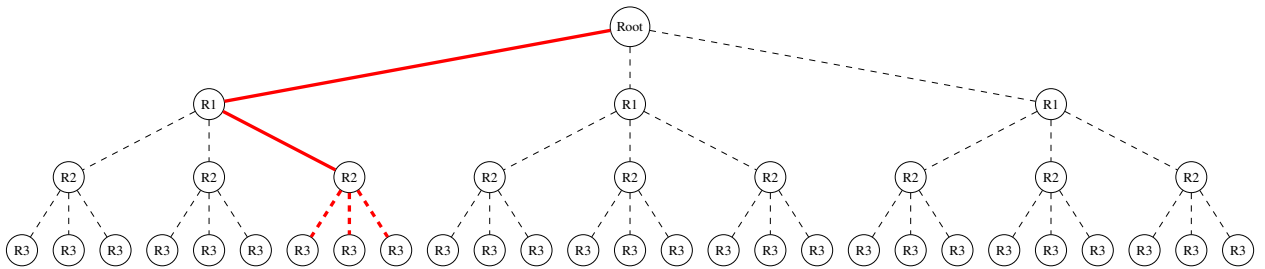 Root
R1 R1 R1
R2 R2 R2 R2 R2 R2 R2 R2 R2
R3 R3 R3 R3 R3 R3 R3 R3 R3 R3 R3 R3 R3 R3 R3 R3 R3 R3 R3 R3 R3 R3 R3 R3 R3 R3 R3